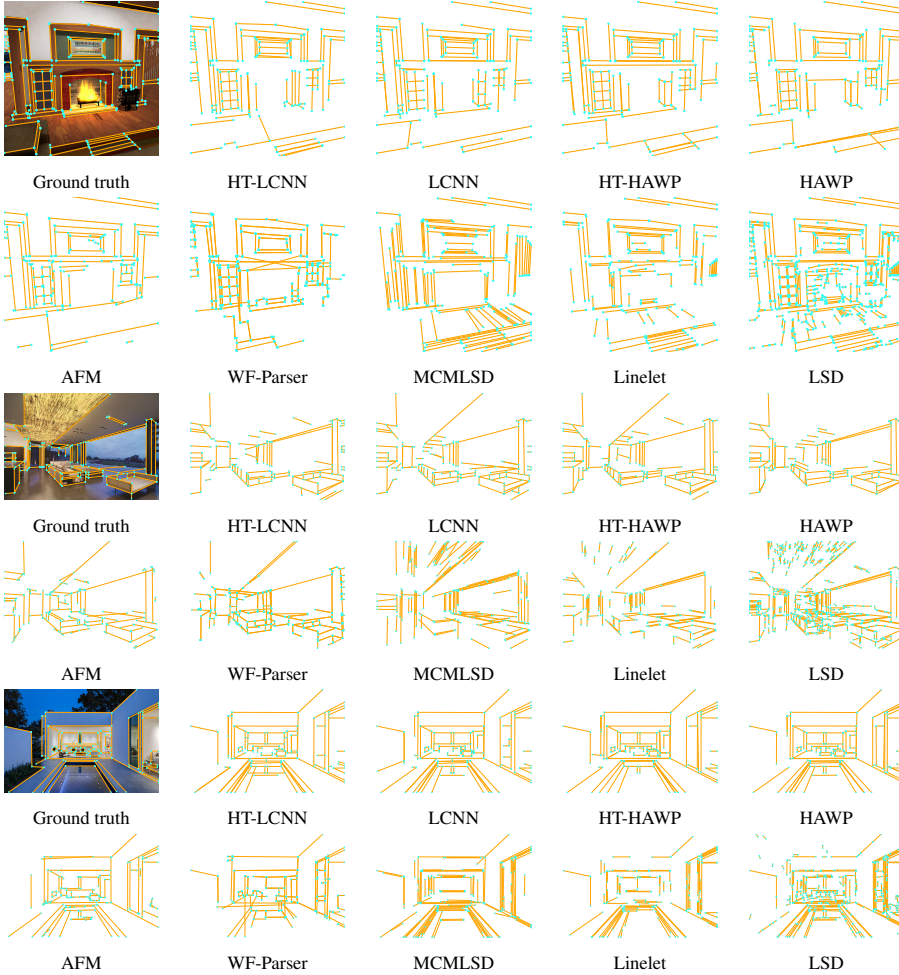 Ground truth HT-LCNN LCNN HT-HAWP HAWP
AFM WF-Parser MCMLSD Linelet LSD
Ground truth HT-LCNN LCNN HT-HAWP HAWP
AFM WF-Parser MCMLSD Linelet LSD
Ground truth HT-LCNN LCNN HT-HAWP HAWP
AFM WF-Parser MCMLSD Linelet LSD